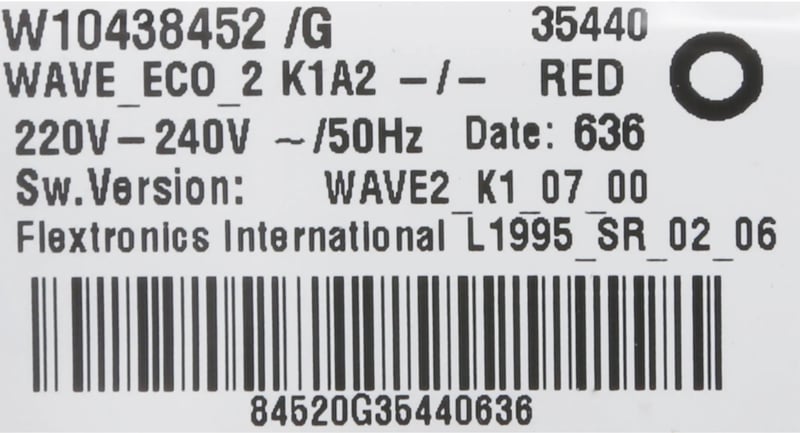 W10438452 /G 35440
WAVE_ECO_2 K1A2 -/- RED
220V-240V ~/50Hz Date: 636
Sw.Version: WAVE2_K1_07_00
Flextronics International L1995_SR_02_06
84520G35440636